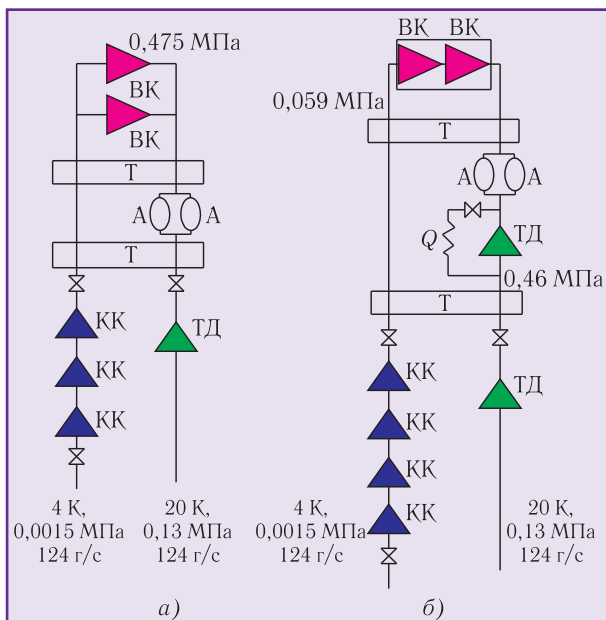 0,475 МПа
ВК
ВК
Т
А А
Т
КК
ТД
КК
КК
4 К,
0,0015 МПа
124 г/с
20 К,
0,13 МПа
124 г/с
а)
ВК ВК
0,059 МПа
Т
А А
Q
ТД
0,46 МПа
Т
КК
ТД
КК
КК
КК
4 К,
0,0015 МПа
124 г/с
20 К,
0,13 МПа
124 г/с
б)